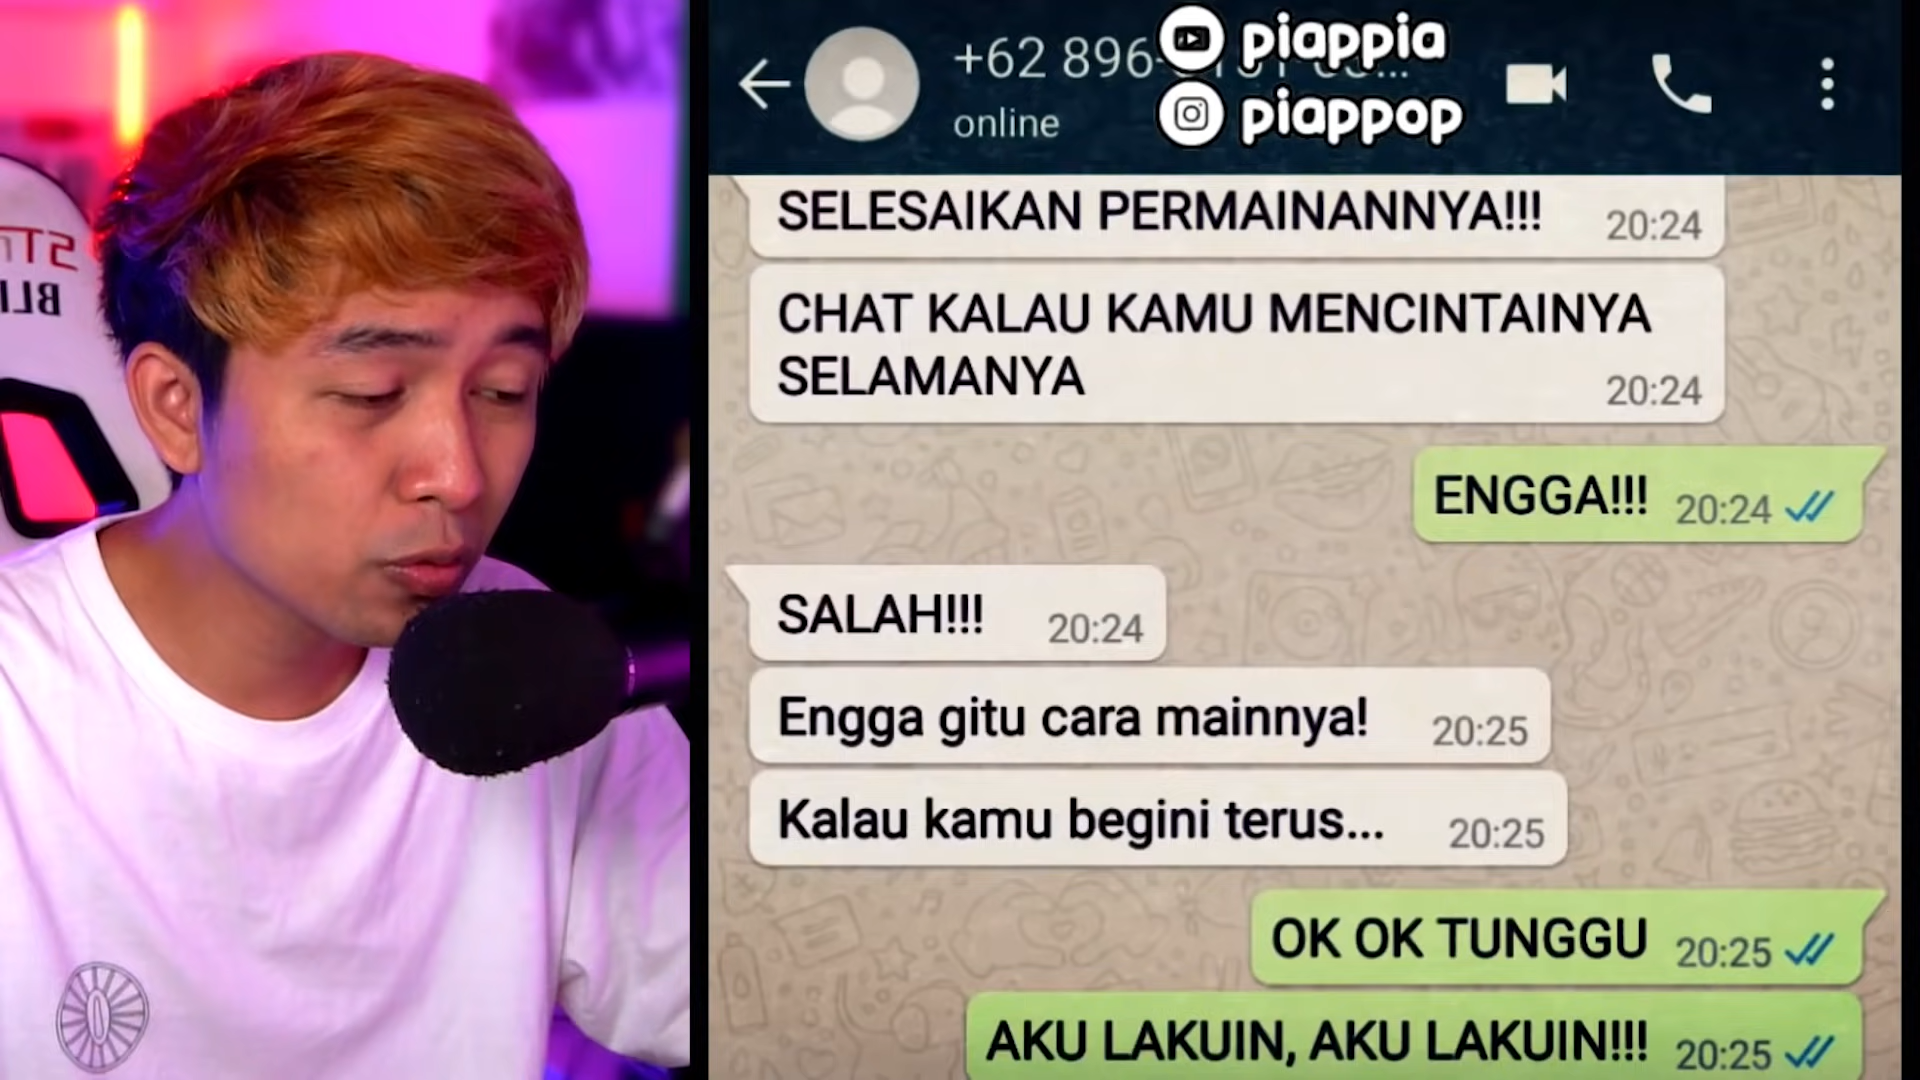 +62 896-
piappia
online
piappop
SELESAIKAN PERMAINANNYA!!! 20:24
CHAT KALAU KAMU MENCINTAINYA
SELAMANYA 20:24
ENGGA!!! 20:24
SALAH!!! 20:24
Engga gitu cara mainnya! 20:25
Kalau kamu begini terus... 20:25
OK OK TUNGGU 20:25
AKU LAKUIN, AKU LAKUIN!!! 20:25